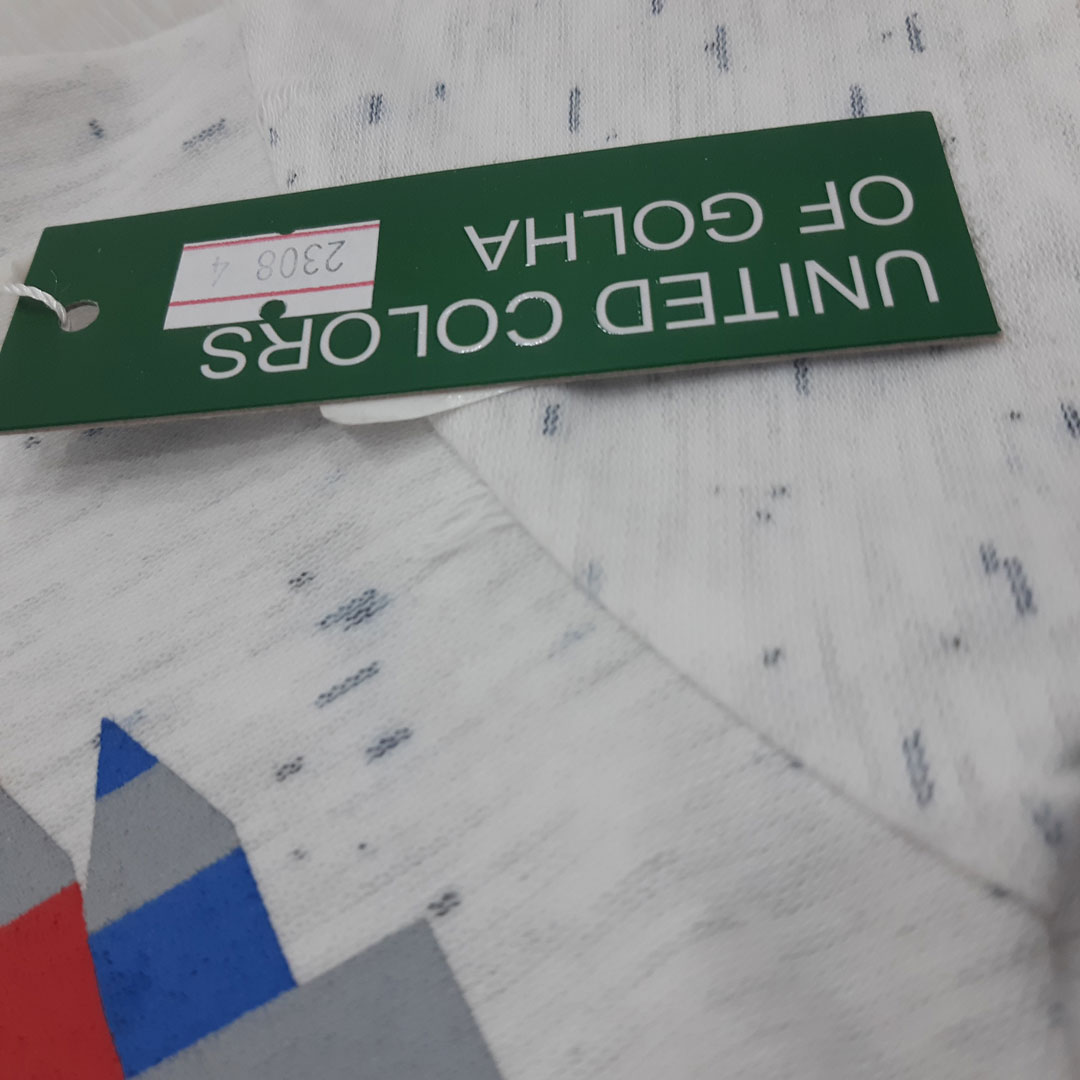 UNITED COLORS
OF GOLHA
2308 4